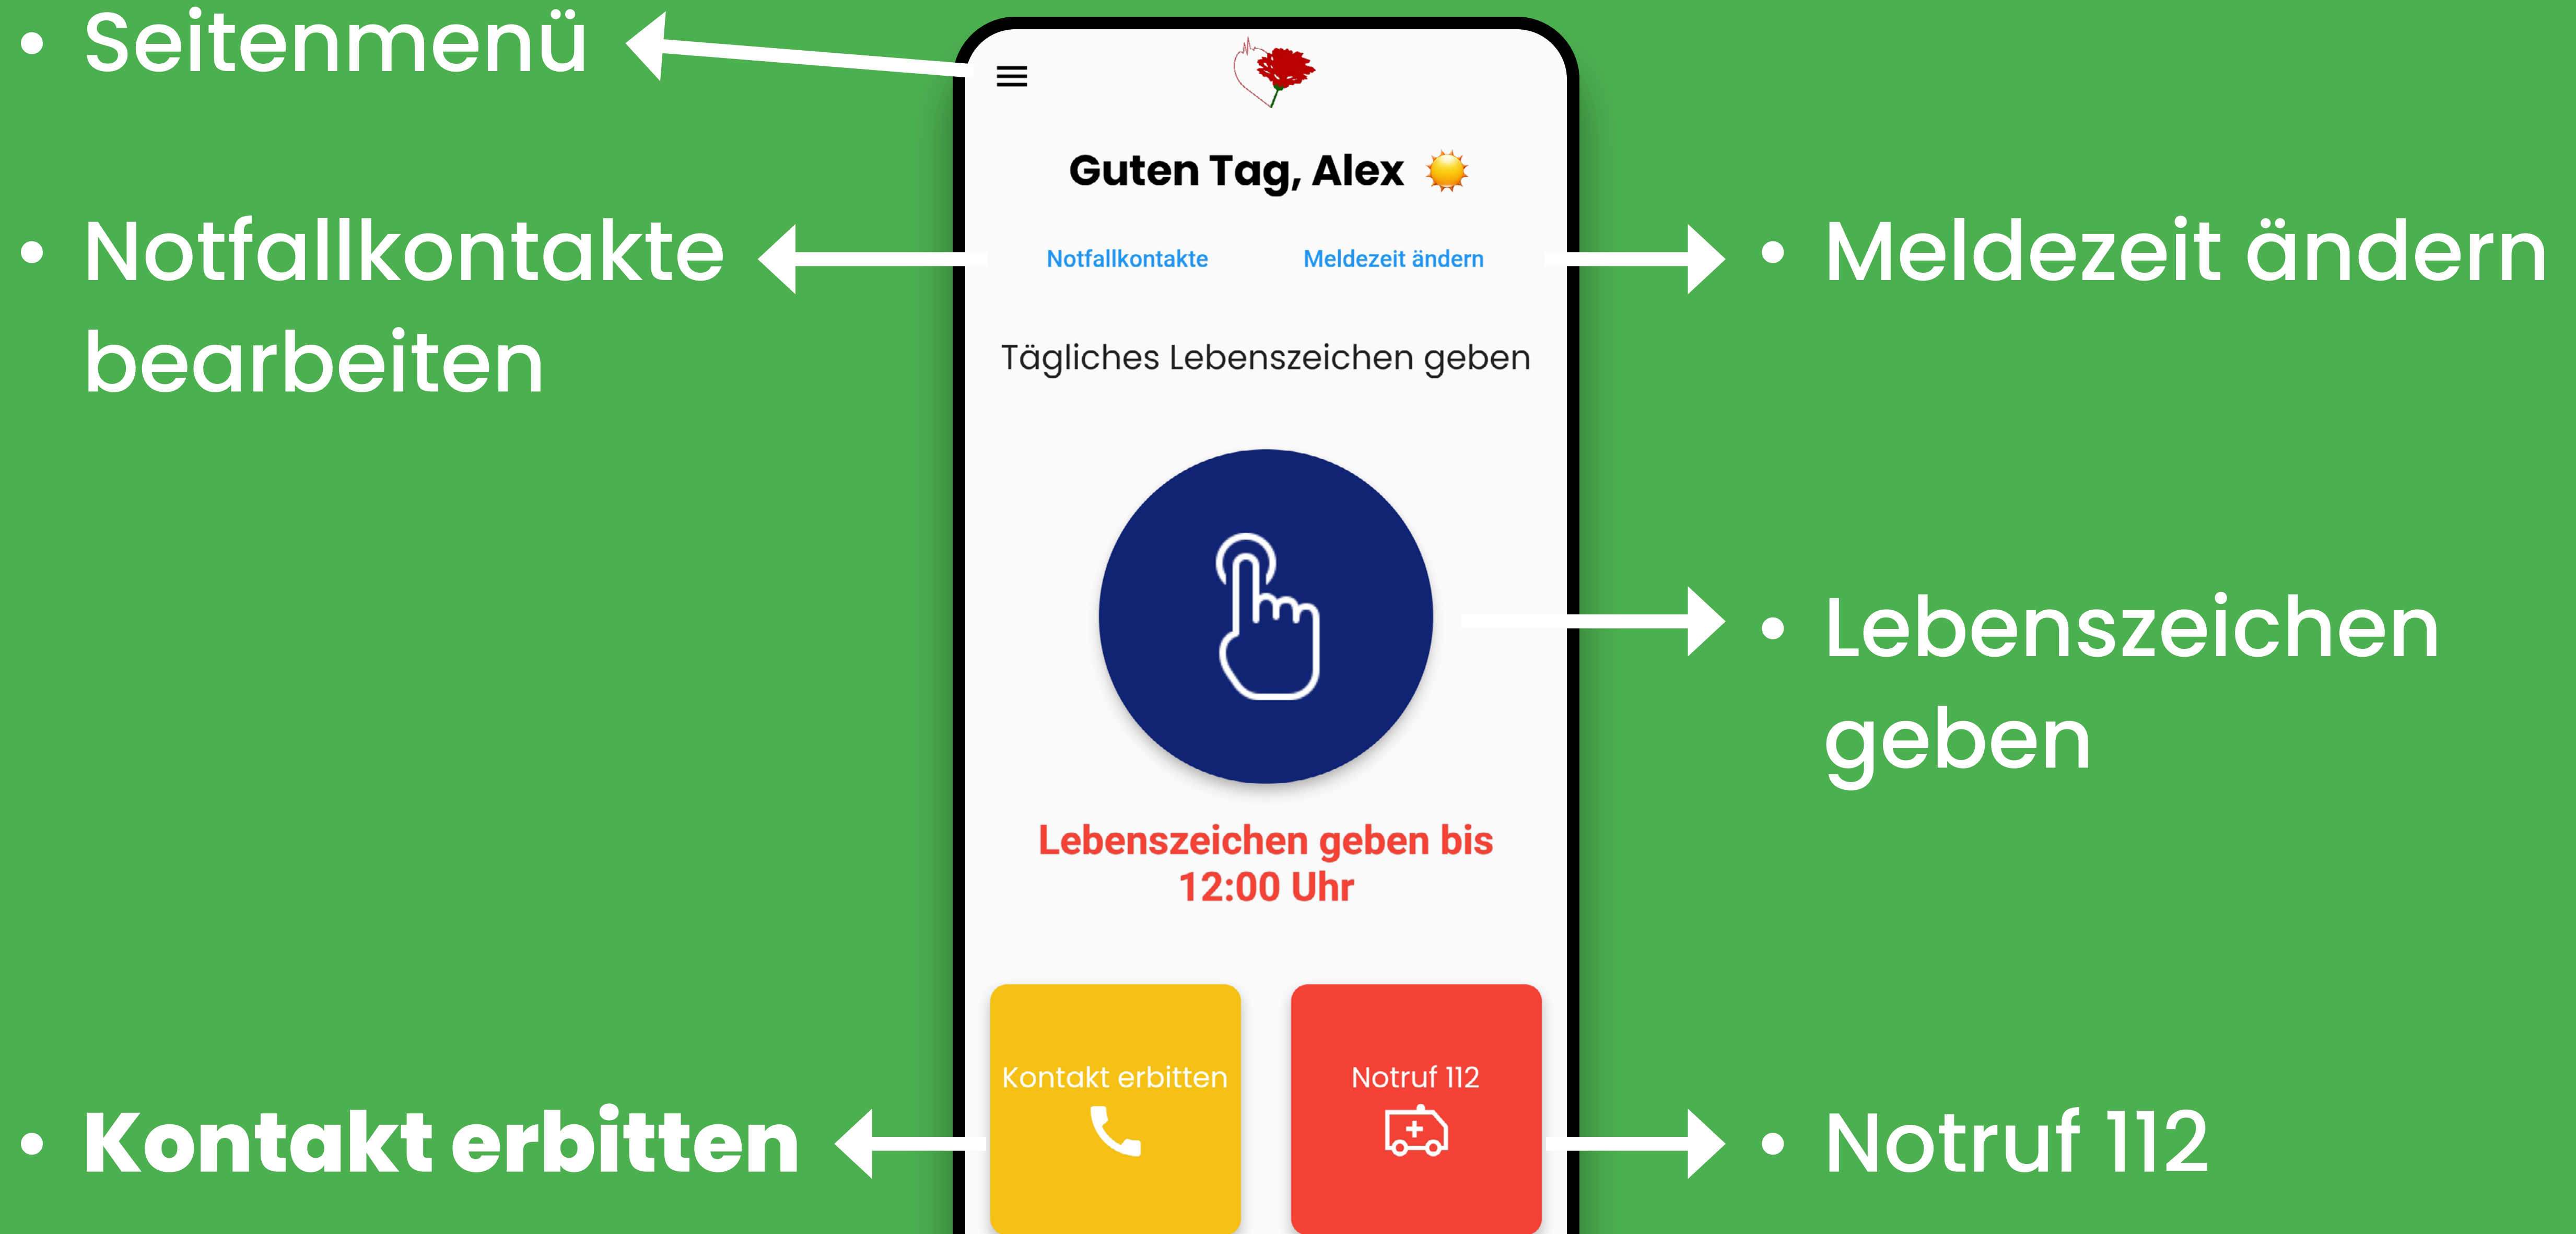 • Seitenmenü
• Notfallkontakte
bearbeiten
• Kontakt erbitten
Guten Tag, Alex ☀️
Notfallkontakte Meldezeit ändern
Tägliches Lebenszeichen geben
Lebenszeichen geben bis
12:00 Uhr
Kontakt erbitten
Notruf 112
• Meldezeit ändern
• Lebenszeichen
geben
• Notruf 112